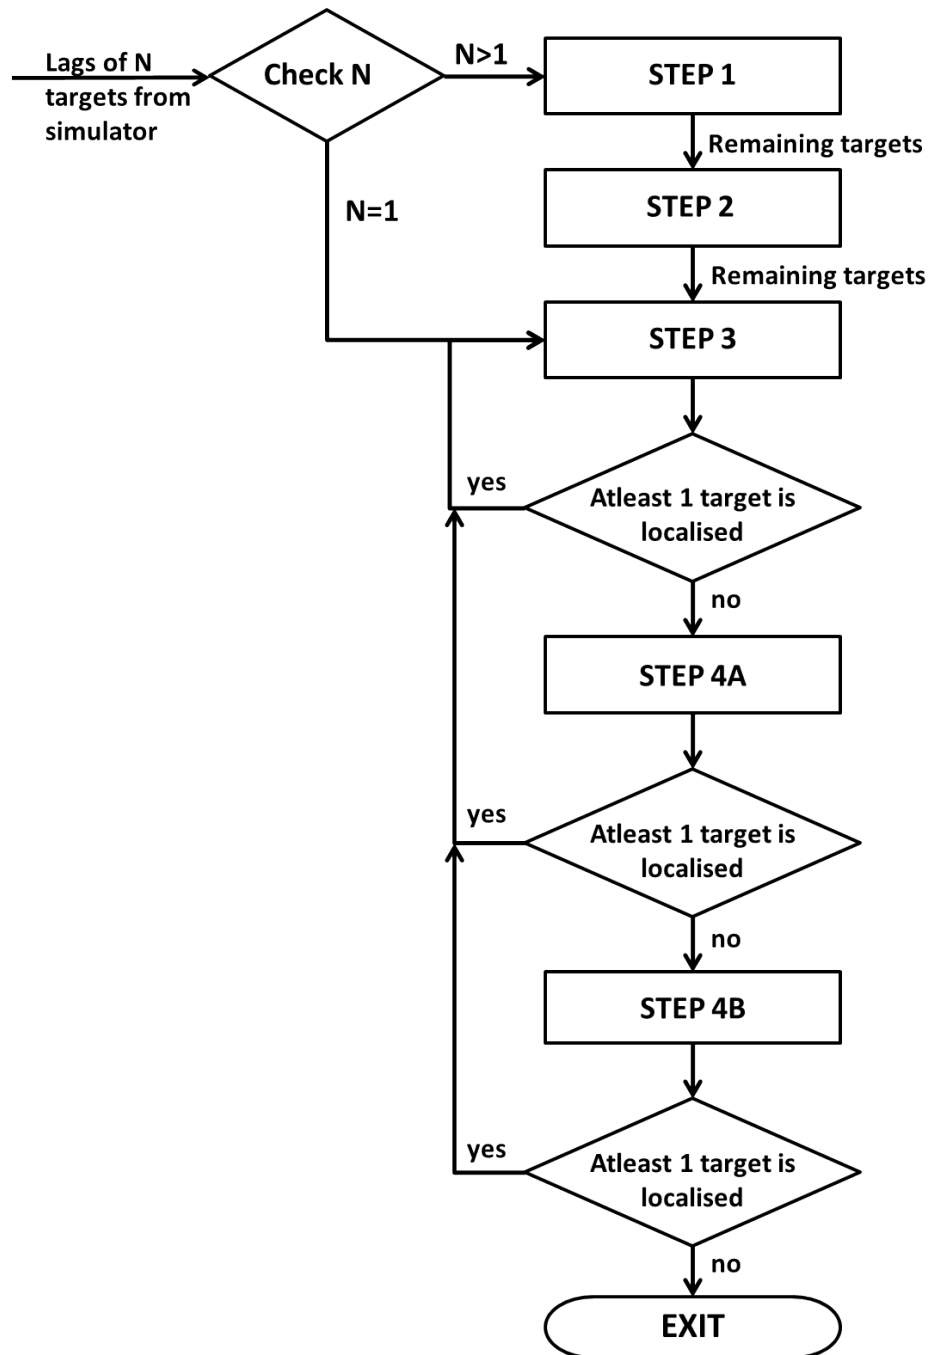 Lags of N
targets from
simulator
Check N
N>1
STEP 1
Remaining targets
N=1
STEP 2
Remaining targets
STEP 3
yes
Atleast 1 target is
localised
no
STEP 4A
yes
Atleast 1 target is
localised
no
STEP 4B
yes
Atleast 1 target is
localised
no
EXIT